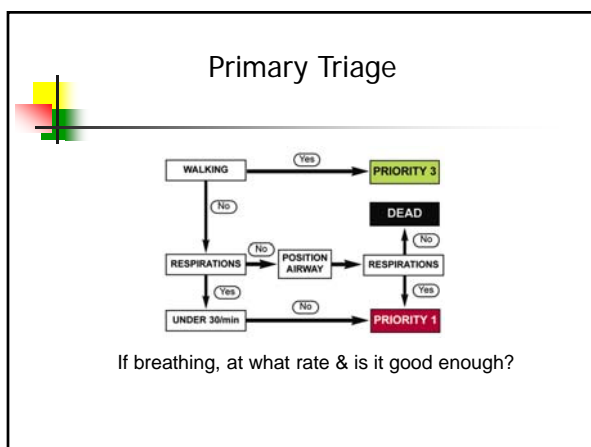 Primary Triage
WALKING
Yes
PRIORITY 3
No
DEAD
No
RESPIRATIONS
No
POSITION
AIRWAY
RESPIRATIONS
Yes
Yes
UNDER 30/min
No
PRIORITY 1
If breathing, at what rate & is it good enough?